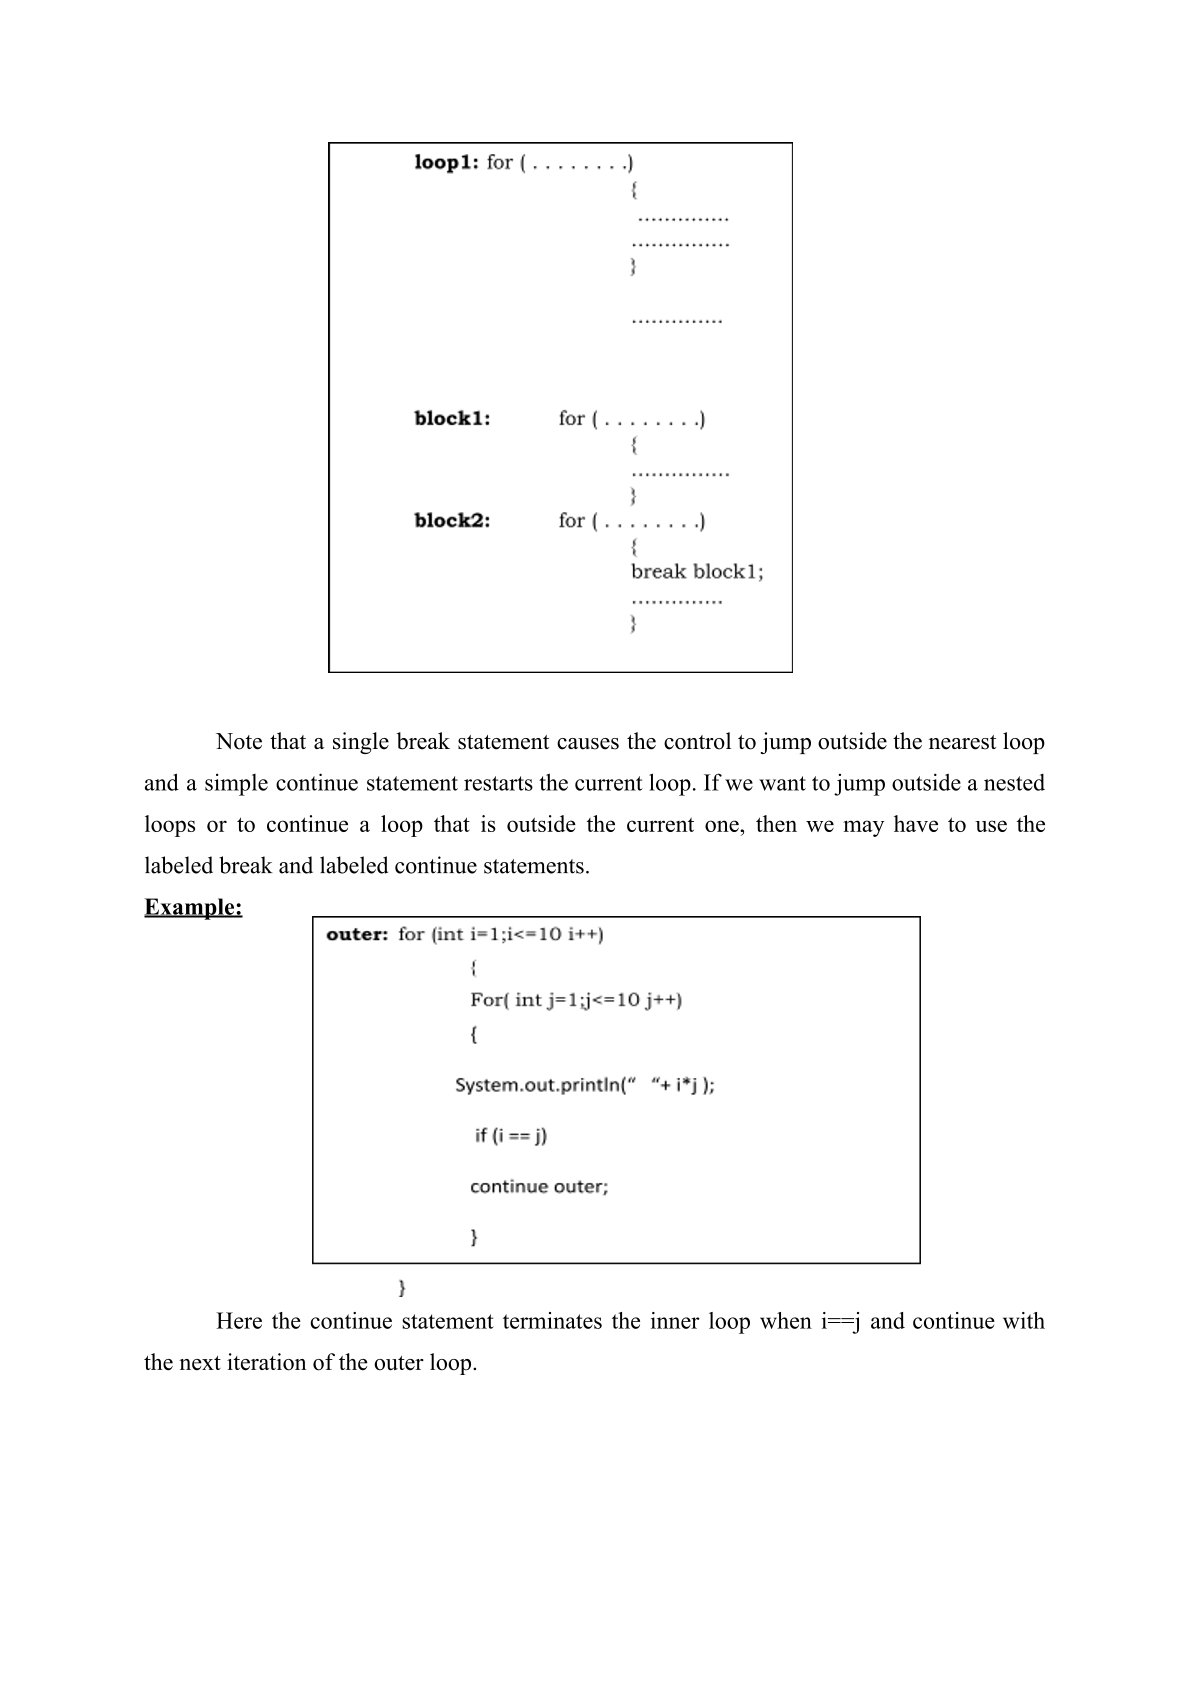 loop1: for ( . . . . . . . .)
{
..............
...............
}
..............
block1: for ( . . . . . . . .)
{
...............
}
block2: for ( . . . . . . . .)
{
break block1;
..............
}
Note that a single break statement causes the control to jump outside the nearest loop
and a simple continue statement restarts the current loop. If we want to jump outside a nested
loops or to continue a loop that is outside the current one, then we may have to use the
labeled break and labeled continue statements.
Example:
outer: for (int i=1;i<=10 i++)
{
For( int j=1;j<=10 j++)
{
System.out.println(“ “+ i*j );
if (i == j)
continue outer;
}
}
Here the continue statement terminates the inner loop when i==j and continue with
the next iteration of the outer loop.